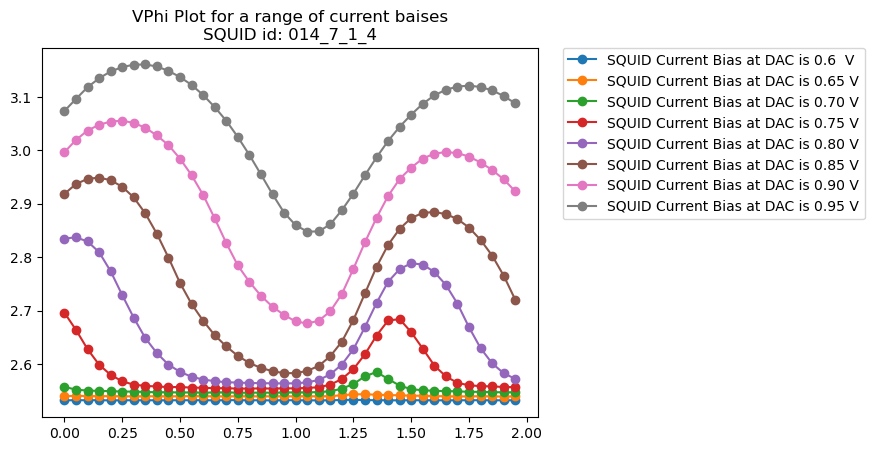 VPhi Plot for a range of current baises
SQUID id: 014_7_1_4
3.1
3.0
2.9
2.8
2.7
2.6
0.00 0.25 0.50 0.75 1.00 1.25 1.50 1.75 2.00
SQUID Current Bias at DAC is 0.6  V
SQUID Current Bias at DAC is 0.65 V
SQUID Current Bias at DAC is 0.70 V
SQUID Current Bias at DAC is 0.75 V
SQUID Current Bias at DAC is 0.80 V
SQUID Current Bias at DAC is 0.85 V
SQUID Current Bias at DAC is 0.90 V
SQUID Current Bias at DAC is 0.95 V